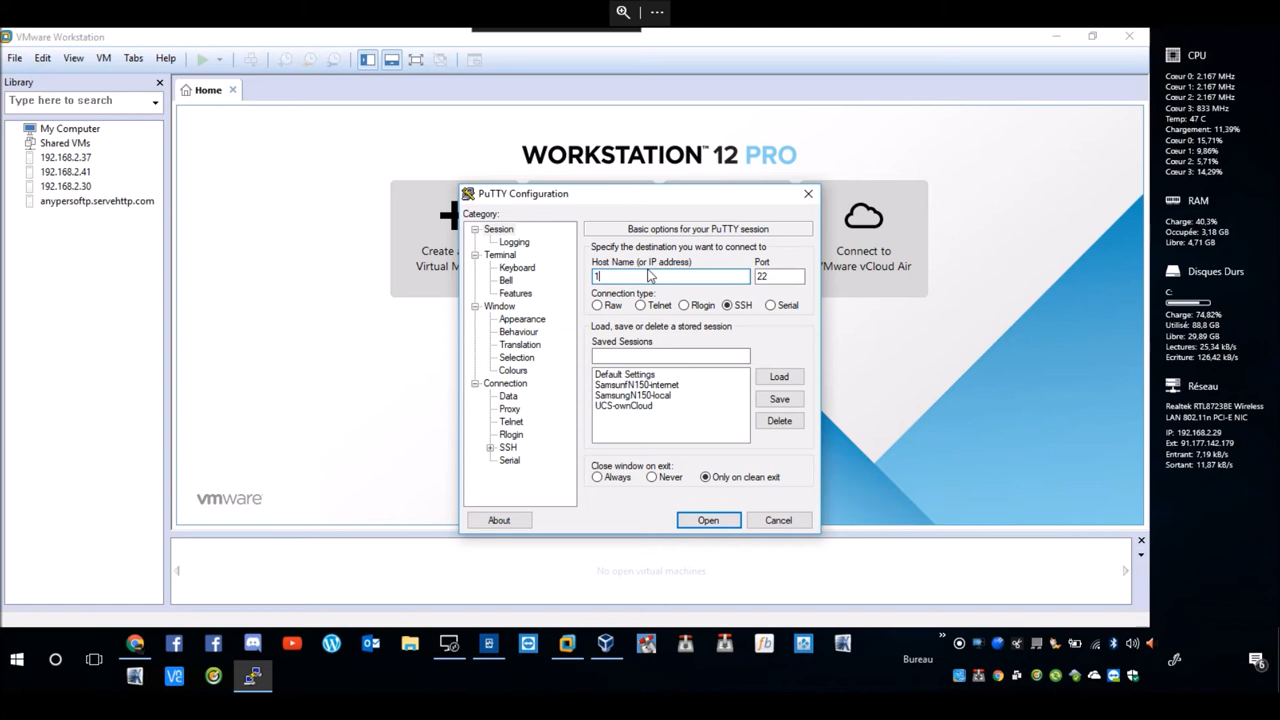 VMware Workstation
File Edit View VM Tabs Help
Library
Type here to search
My Computer
Shared VMs
192.168.2.37
192.168.2.41
192.168.2.30
anypersoftp.servehttp.com
Home
WORKSTATION™ 12 PRO
Create a
Virtual M
Connect to
VMware vCloud Air
vmware
No open virtual machines
PuTTY Configuration
Category:
Session
Logging
Terminal
Keyboard
Bell
Features
Window
Appearance
Behaviour
Translation
Selection
Colours
Connection
Data
Proxy
Telnet
Rlogin
SSH
Serial
Basic options for your PuTTY session
Specify the destination you want to connect to
Host Name (or IP address) Port
1 22
Connection type:
Raw Telnet Rlogin SSH Serial
Load, save or delete a stored session
Saved Sessions
Default Settings
SamsunfN150-internet
SamsungN150-local
UCS-ownCloud
Load
Save
Delete
Close window on exit:
Always Never Only on clean exit
About Open Cancel
CPU
Cœur 0: 2.167 MHz
Cœur 1: 2.167 MHz
Cœur 2: 2.167 MHz
Cœur 3: 833 MHz
Temp: 47 C
Chargement: 11,39%
Cœur 0: 15,71%
Cœur 1: 9,86%
Cœur 2: 5,71%
Cœur 3: 14,29%
RAM
Charge: 40,3%
Occupée: 3,18 GB
Libre: 4,71 GB
Disques Durs
C:
Charge: 74,82%
Utilisé: 88,8 GB
Libre: 29,89 GB
Lectures: 25,34 kB/s
Ecriture: 126,42 kB/s
Réseau
Realtek RTL8723BE Wireless
LAN 802.11n PCI-E NIC
IP: 192.168.2.29
Ext: 91.177.142.179
Entrant: 7,19 kB/s
Sortant: 11,87 kB/s
Bureau
6